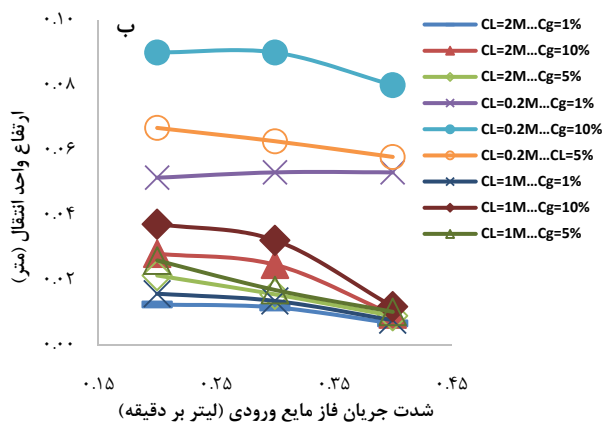 ب
ارتفاع واحد انتقال (متر)
۰.۱۰
۰.۰۸
۰.۰۶
۰.۰۴
۰.۰۲
۰.۰۰
۰.۱۵ ۰.۲۵ ۰.۳۵ ۰.۴۵
شدت جریان فاز مایع ورودی (لیتر بر دقیقه)
CL=2M...Cg=1%
CL=2M...Cg=10%
CL=2M...Cg=5%
CL=0.2M...Cg=1%
CL=0.2M...Cg=10%
CL=0.2M...CL=5%
CL=1M...Cg=1%
CL=1M...Cg=10%
CL=1M...Cg=5%